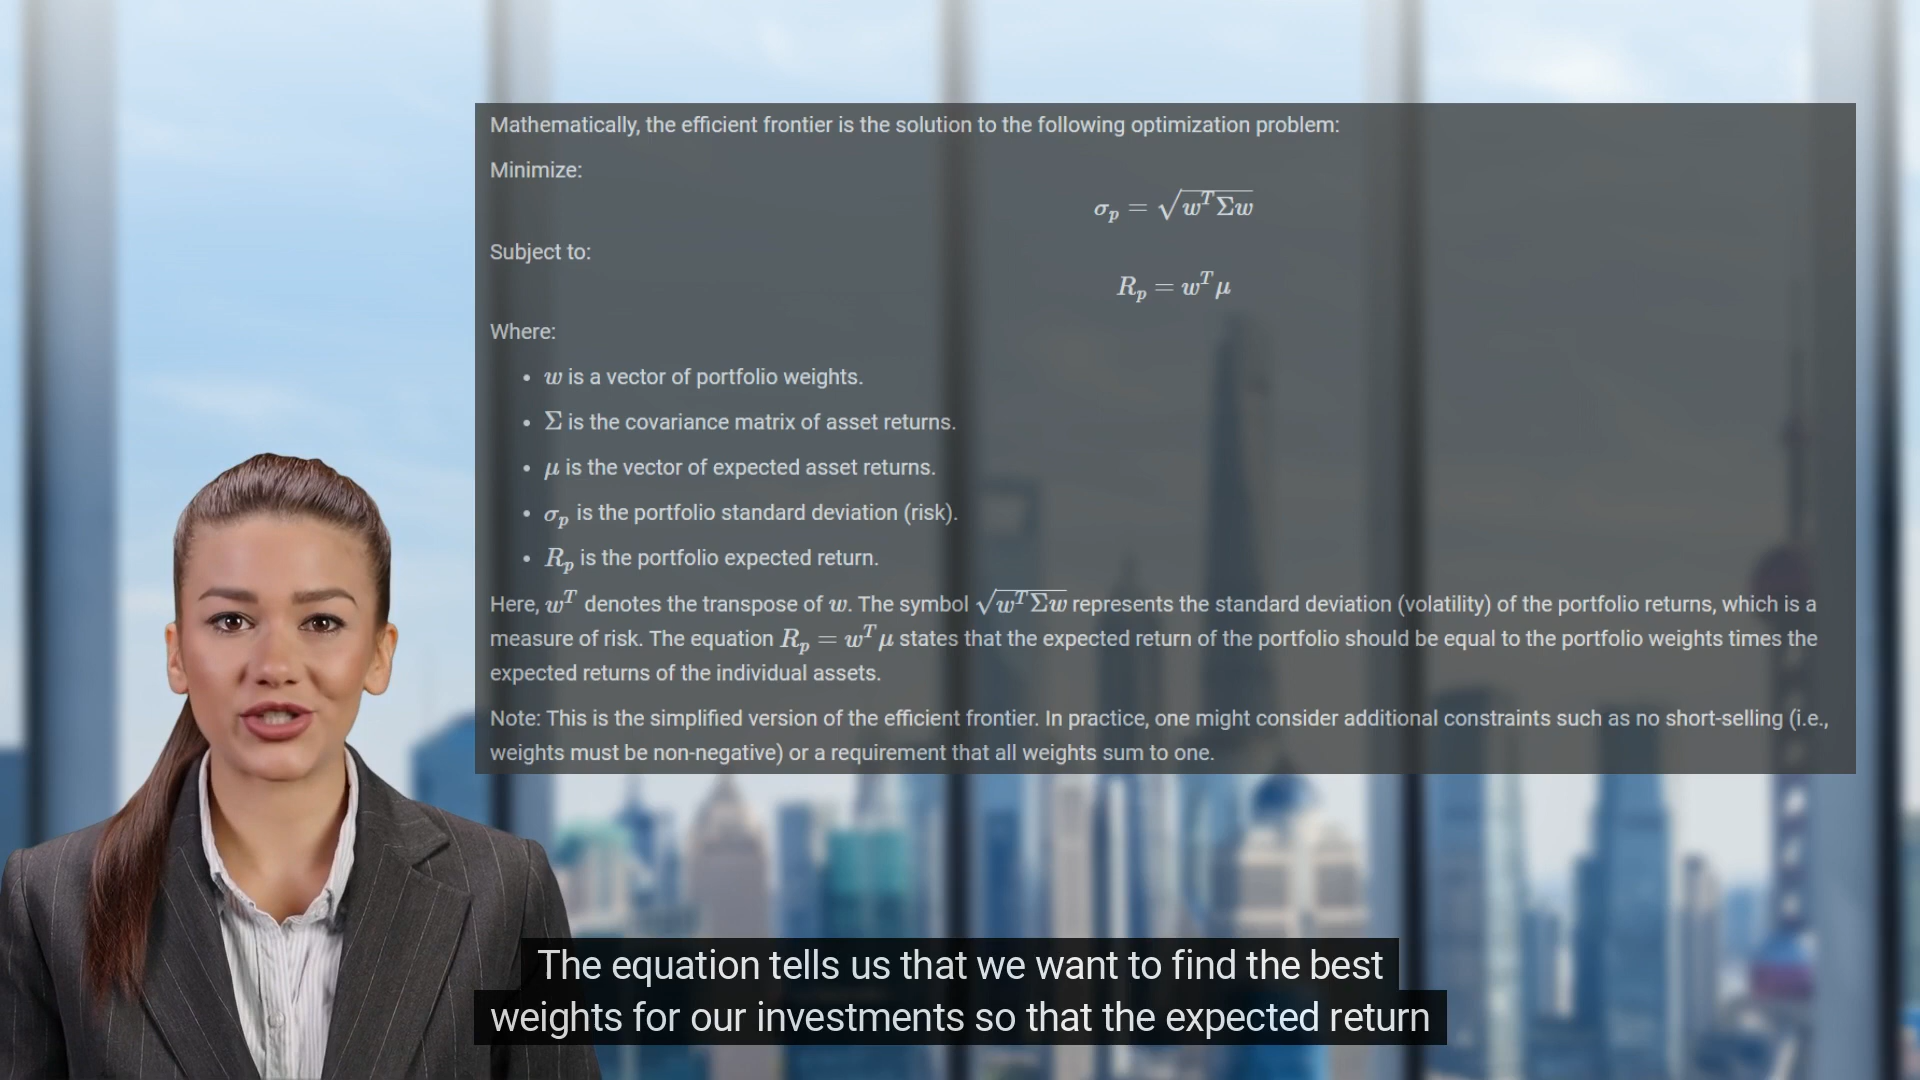 Mathematically, the efficient frontier is the solution to the following optimization problem:
Minimize:
σₚ = √(wᵀΣw)
Subject to:
Rₚ = wᵀμ
Where:
• w is a vector of portfolio weights.
• Σ is the covariance matrix of asset returns.
• μ is the vector of expected asset returns.
• σₚ is the portfolio standard deviation (risk).
• Rₚ is the portfolio expected return.
Here, wᵀ denotes the transpose of w. The symbol √(wᵀΣw) represents the standard deviation (volatility) of the portfolio returns, which is a
measure of risk. The equation Rₚ = wᵀμ states that the expected return of the portfolio should be equal to the portfolio weights times the
expected returns of the individual assets.
Note: This is the simplified version of the efficient frontier. In practice, one might consider additional constraints such as no short-selling (i.e.,
weights must be non-negative) or a requirement that all weights sum to one.
The equation tells us that we want to find the best
weights for our investments so that the expected return